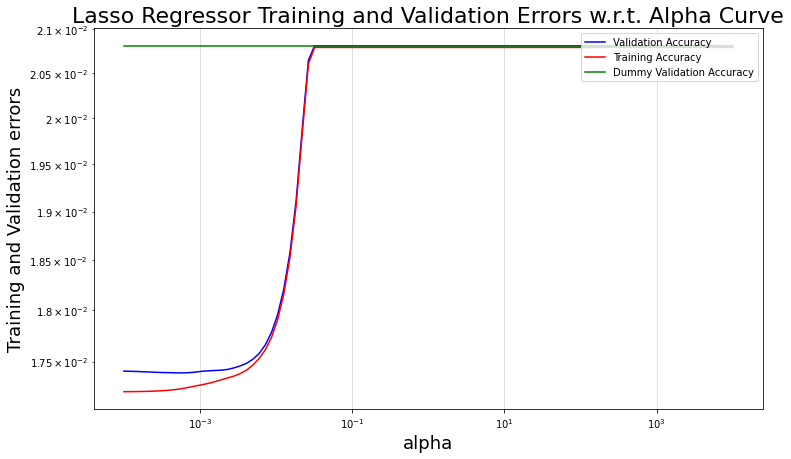 Lasso Regressor Training and Validation Errors w.r.t. Alpha Curve
2.1 × 10⁻²
2.05 × 10⁻²
2 × 10⁻²
1.95 × 10⁻²
1.9 × 10⁻²
1.85 × 10⁻²
1.8 × 10⁻²
1.75 × 10⁻²
Training and Validation errors
Validation Accuracy
Training Accuracy
Dummy Validation Accuracy
10⁻³ 10⁻¹ 10¹ 10³
alpha